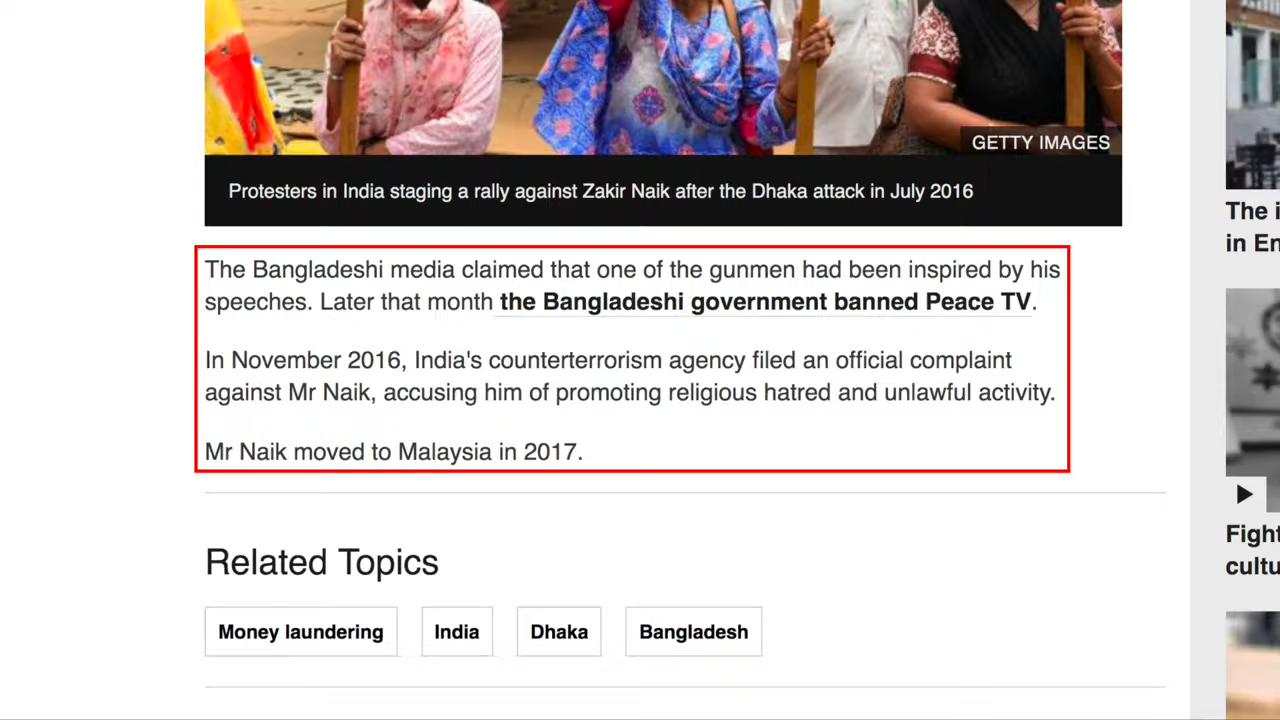 GETTY IMAGES
Protesters in India staging a rally against Zakir Naik after the Dhaka attack in July 2016
The Bangladeshi media claimed that one of the gunmen had been inspired by his
speeches. Later that month the Bangladeshi government banned Peace TV.
In November 2016, India's counterterrorism agency filed an official complaint
against Mr Naik, accusing him of promoting religious hatred and unlawful activity.
Mr Naik moved to Malaysia in 2017.
Related Topics
Money laundering
India
Dhaka
Bangladesh
The i
in En
Fight
cultu